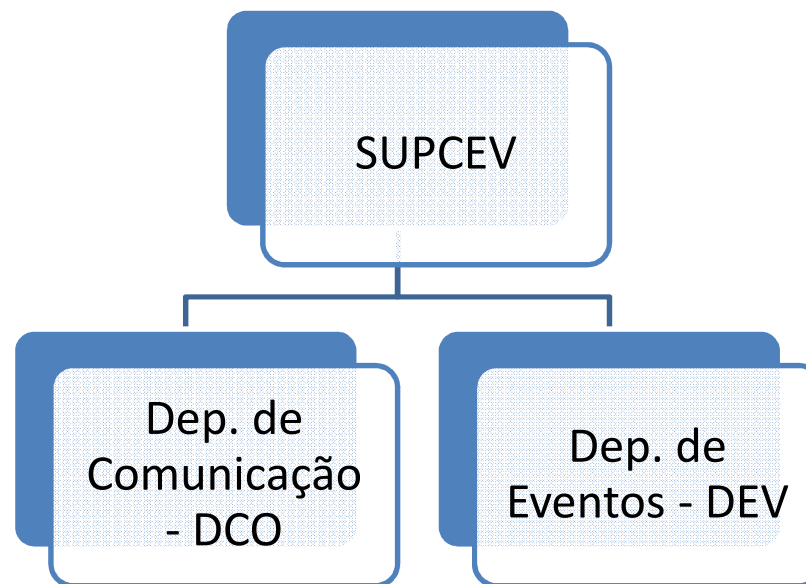 SUPCEV
Dep. de
Comunicação
- DCO
Dep. de
Eventos - DEV